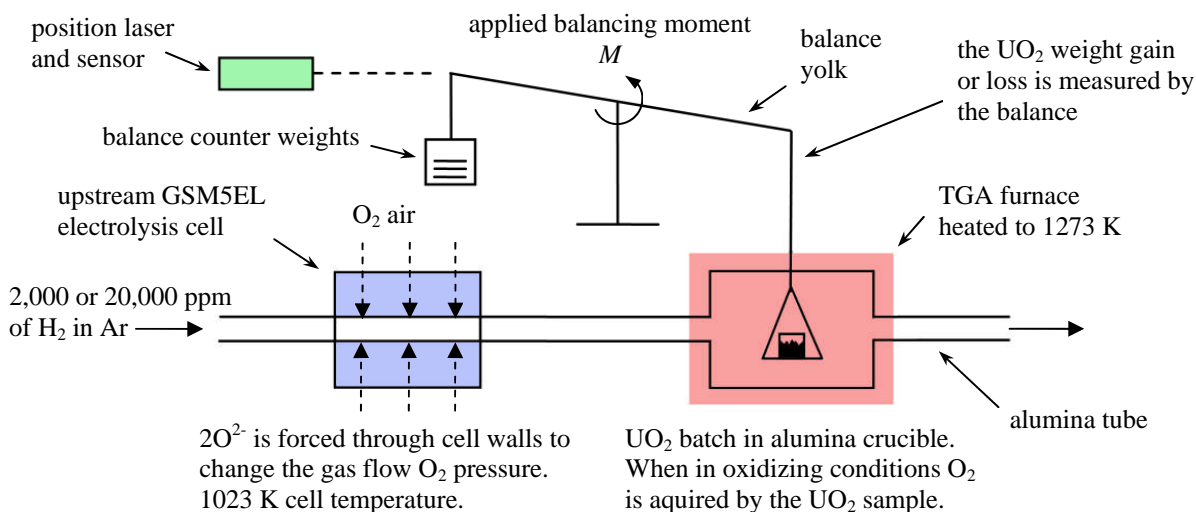 position laser
and sensor
applied balancing moment
M
balance
yolk
the UO2 weight gain
or loss is measured by
the balance
balance counter weights
upstream GSM5EL
electrolysis cell
O2 air
TGA furnace
heated to 1273 K
2,000 or 20,000 ppm
of H2 in Ar
alumina tube
2O2- is forced through cell walls to
change the gas flow O2 pressure.
1023 K cell temperature.
UO2 batch in alumina crucible.
When in oxidizing conditions O2
is aquired by the UO2 sample.